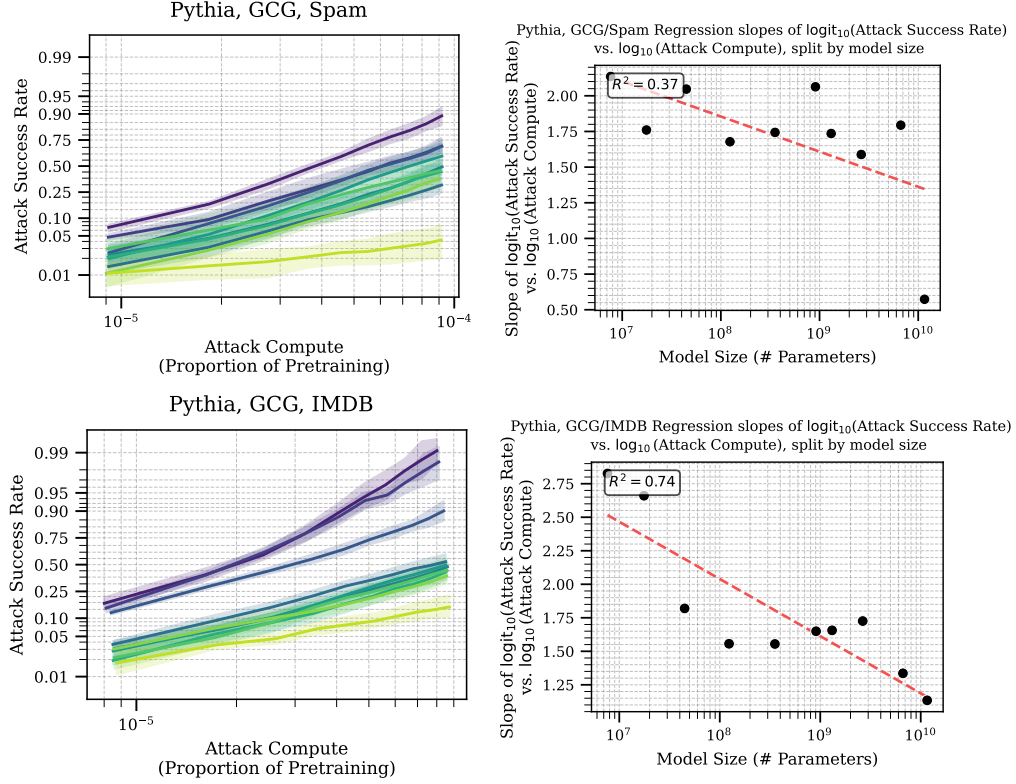 Pythia, GCG, Spam
Attack Success Rate
0.99
0.95
0.90
0.75
0.50
0.25
0.10
0.05
0.01
10⁻⁵
10⁻⁴
Attack Compute
(Proportion of Pretraining)
Pythia, GCG/Spam Regression slopes of logit₁₀(Attack Success Rate)
vs. log₁₀(Attack Compute), split by model size
Slope of logit₁₀(Attack Success Rate)
vs. log₁₀(Attack Compute)
R² = 0.37
2.00
1.75
1.50
1.25
1.00
0.75
0.50
10⁷
10⁸
10⁹
10¹⁰
Model Size (# Parameters)
Pythia, GCG, IMDB
Attack Success Rate
0.99
0.95
0.90
0.75
0.50
0.25
0.10
0.05
0.01
10⁻⁵
Attack Compute
(Proportion of Pretraining)
Pythia, GCG/IMDB Regression slopes of logit₁₀(Attack Success Rate)
vs. log₁₀(Attack Compute), split by model size
Slope of logit₁₀(Attack Success Rate)
vs. log₁₀(Attack Compute)
R² = 0.74
2.75
2.50
2.25
2.00
1.75
1.50
1.25
10⁷
10⁸
10⁹
10¹⁰
Model Size (# Parameters)